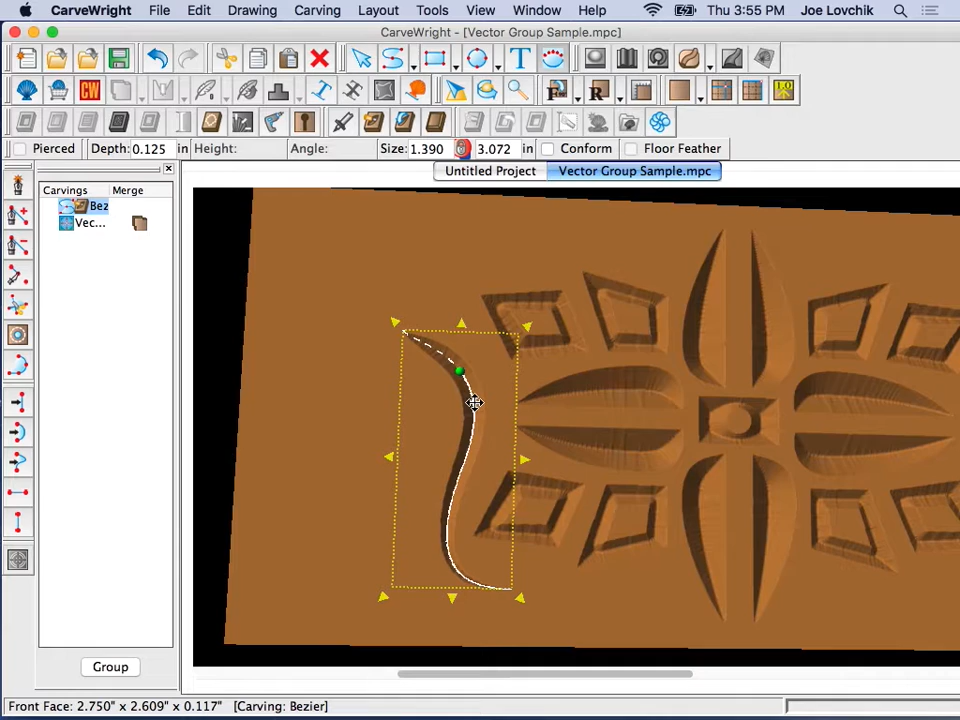 CarveWright File Edit Drawing Carving Layout Tools View Window Help Thu 3:55 PM Joe Lovchik
CarveWright - [Vector Group Sample.mpc]
T
CW
F R 1.0
Pierced Depth: 0.125 in Height: Angle: Size: 1.390 3.072 in Conform Floor Feather
Untitled Project Vector Group Sample.mpc
Carvings Merge
Bez
Vec...
Group
Front Face: 2.750" x 2.609" x 0.117" [Carving: Bezier]